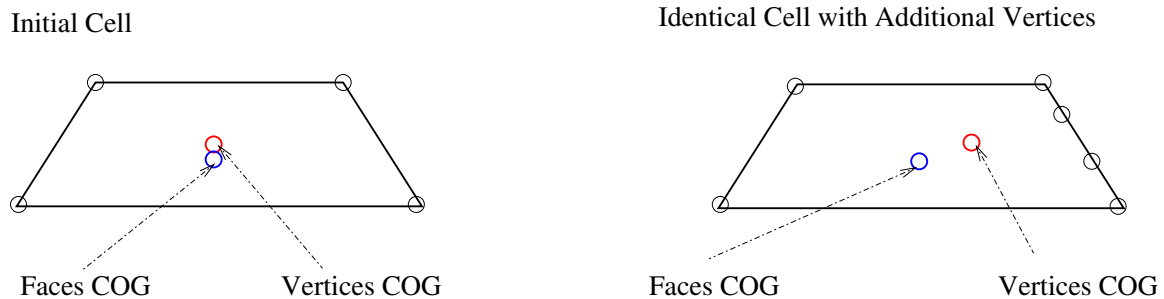 Initial Cell
Identical Cell with Additional Vertices
Faces COG
Vertices COG
Faces COG
Vertices COG